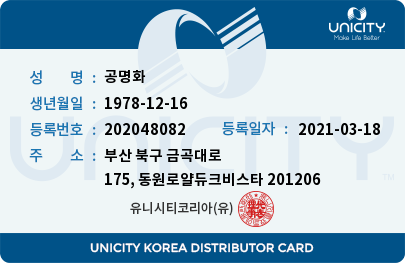 UNICITY
Make Life Better
성 명 : 공명화
생년월일 : 1978-12-16
등록번호 : 202048082 등록일자 : 2021-03-18
주 소 : 부산 북구 금곡대로
175, 동원로얄듀크비스타 201206
유니시티코리아(유)
UNICITY
TM
UNICITY KOREA DISTRIBUTOR CARD